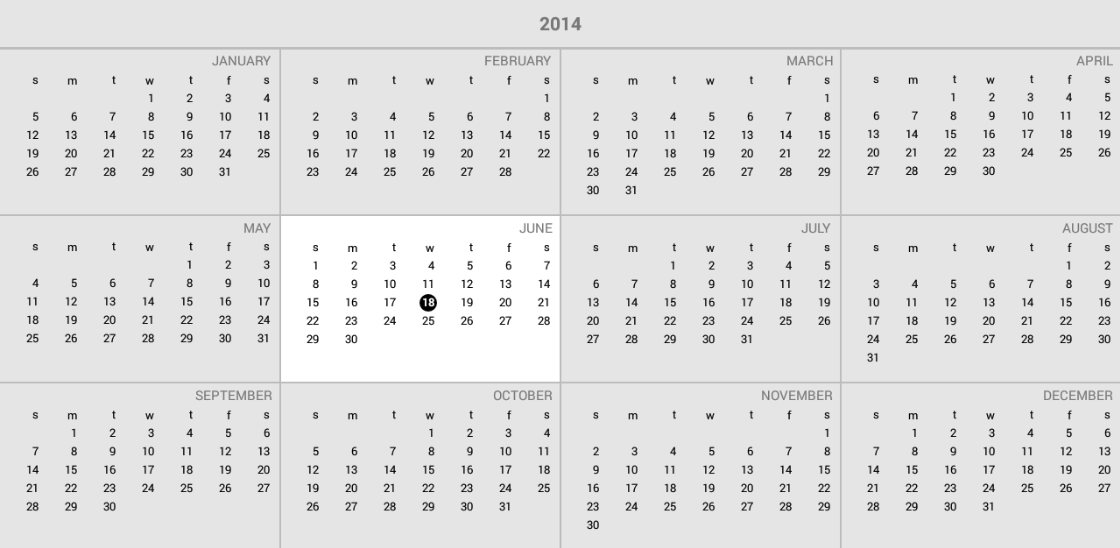 2014
JANUARY
s m t w t f s
1 2 3 4
5 6 7 8 9 10 11
12 13 14 15 16 17 18
19 20 21 22 23 24 25
26 27 28 29 30 31
FEBRUARY
s m t w t f s
1
2 3 4 5 6 7 8
9 10 11 12 13 14 15
16 17 18 19 20 21 22
23 24 25 26 27 28
MARCH
s m t w t f s
1
2 3 4 5 6 7 8
9 10 11 12 13 14 15
16 17 18 19 20 21 22
23 24 25 26 27 28 29
30 31
APRIL
s m t w t f s
1 2 3 4 5
6 7 8 9 10 11 12
13 14 15 16 17 18 19
20 21 22 23 24 25 26
27 28 29 30
MAY
s m t w t f s
1 2 3
4 5 6 7 8 9 10
11 12 13 14 15 16 17
18 19 20 21 22 23 24
25 26 27 28 29 30 31
JUNE
s m t w t f s
1 2 3 4 5 6 7
8 9 10 11 12 13 14
15 16 17 18 19 20 21
22 23 24 25 26 27 28
29 30
JULY
s m t w t f s
1 2 3 4 5
6 7 8 9 10 11 12
13 14 15 16 17 18 19
20 21 22 23 24 25 26
27 28 29 30 31
AUGUST
s m t w t f s
1 2
3 4 5 6 7 8 9
10 11 12 13 14 15 16
17 18 19 20 21 22 23
24 25 26 27 28 29 30
31
SEPTEMBER
s m t w t f s
1 2 3 4 5 6
7 8 9 10 11 12 13
14 15 16 17 18 19 20
21 22 23 24 25 26 27
28 29 30
OCTOBER
s m t w t f s
1 2 3 4
5 6 7 8 9 10 11
12 13 14 15 16 17 18
19 20 21 22 23 24 25
26 27 28 29 30 31
NOVEMBER
s m t w t f s
1
2 3 4 5 6 7 8
9 10 11 12 13 14 15
16 17 18 19 20 21 22
23 24 25 26 27 28 29
30
DECEMBER
s m t w t f s
1 2 3 4 5 6
7 8 9 10 11 12 13
14 15 16 17 18 19 20
21 22 23 24 25 26 27
28 29 30 31